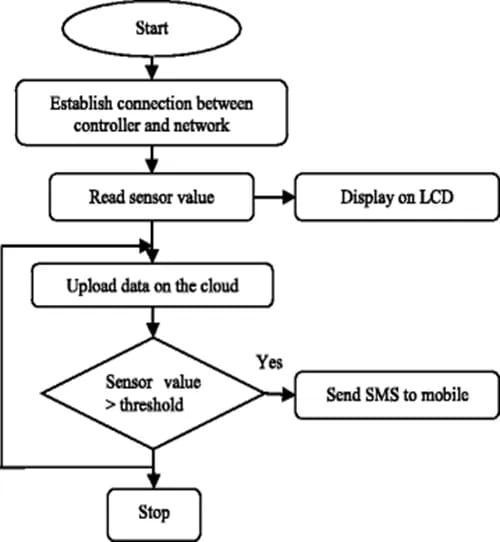 Start
Establish connection between
controller and network
Read sensor value
Display on LCD
Upload data on the cloud
Sensor value
> threshold
Yes
Send SMS to mobile
Stop